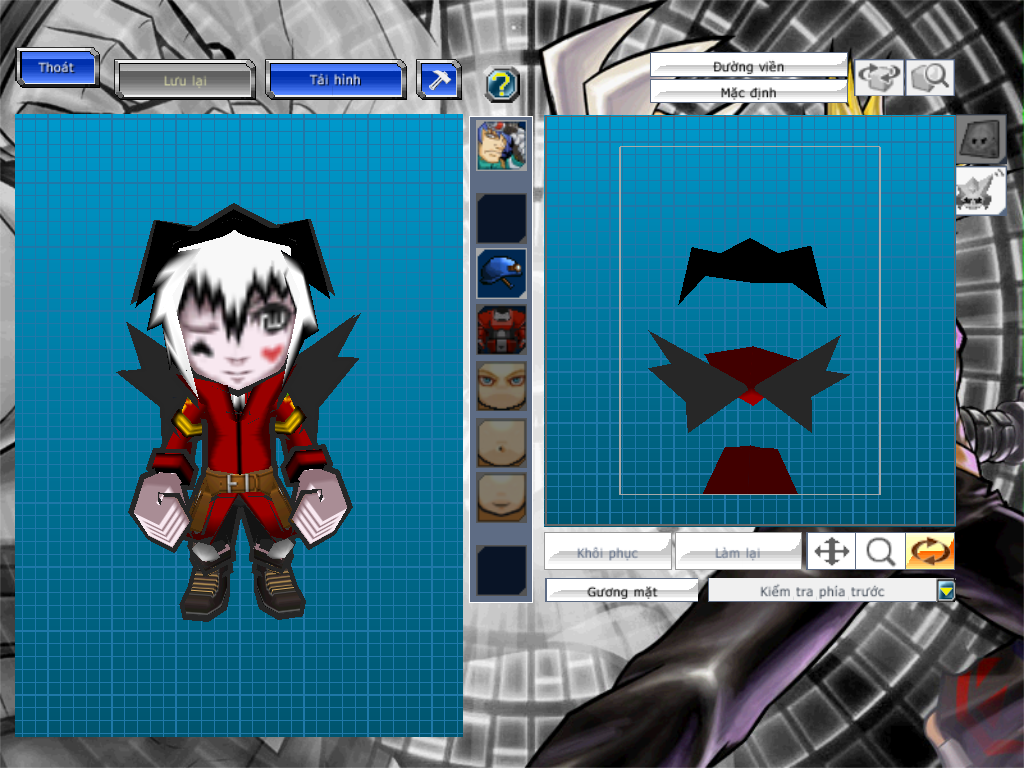 Thoát
Lưu lại
Tải hình
?
Đường viền
Mặc định
Khôi phục
Làm lại
Gương mặt
Kiểm tra phía trước